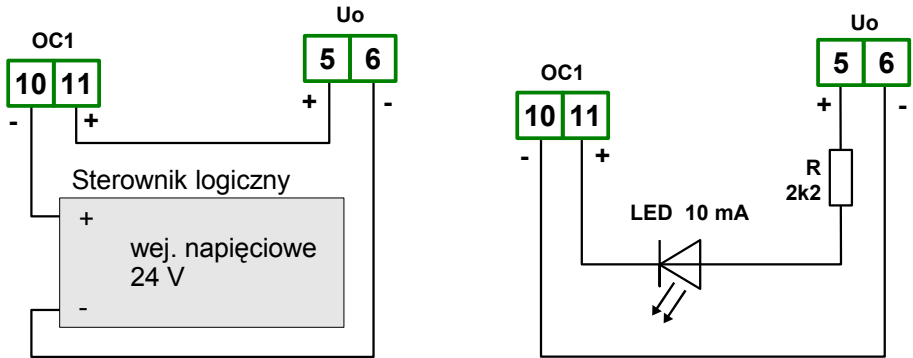 OC1
10 11
- +
Uo
5 6
+ -
Sterownik logiczny
+
wej. napięciowe
24 V
-
OC1
10 11
- +
Uo
5 6
+ -
R
2k2
LED 10 mA